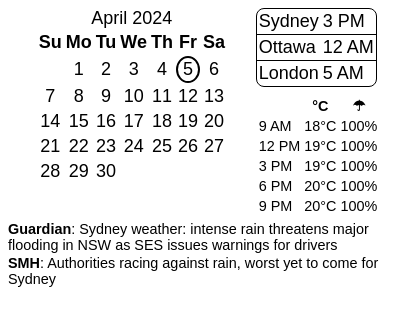 April 2024
Su Mo Tu We Th Fr Sa
1 2 3 4 5 6
7 8 9 10 11 12 13
14 15 16 17 18 19 20
21 22 23 24 25 26 27
28 29 30
Sydney 3 PM
Ottawa 12 AM
London 5 AM
°C ☂
9 AM 18°C 100%
12 PM 19°C 100%
3 PM 19°C 100%
6 PM 20°C 100%
9 PM 20°C 100%
Guardian: Sydney weather: intense rain threatens major
flooding in NSW as SES issues warnings for drivers
SMH: Authorities racing against rain, worst yet to come for
Sydney